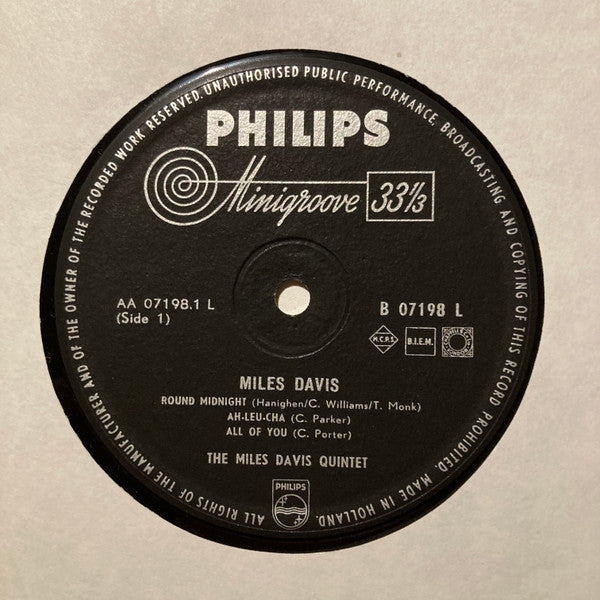 ALL RIGHTS OF THE MANUFACTURER AND OF THE OWNER OF THE RECORDED WORK RESERVED. UNAUTHORISED PUBLIC PERFORMANCE, BROADCASTING AND COPYING OF THIS RECORD PROHIBITED. MADE IN HOLLAND.
PHILIPS
Minigroove 33⅓
AA 07198.1 L
(Side 1)
B 07198 L
M.C.P.S. B.I.E.M.
MILES DAVIS
ROUND MIDNIGHT (Hanighen/C. Williams/T. Monk)
AH-LEU-CHA (C. Parker)
ALL OF YOU (C. Porter)
THE MILES DAVIS QUINTET
PHILIPS